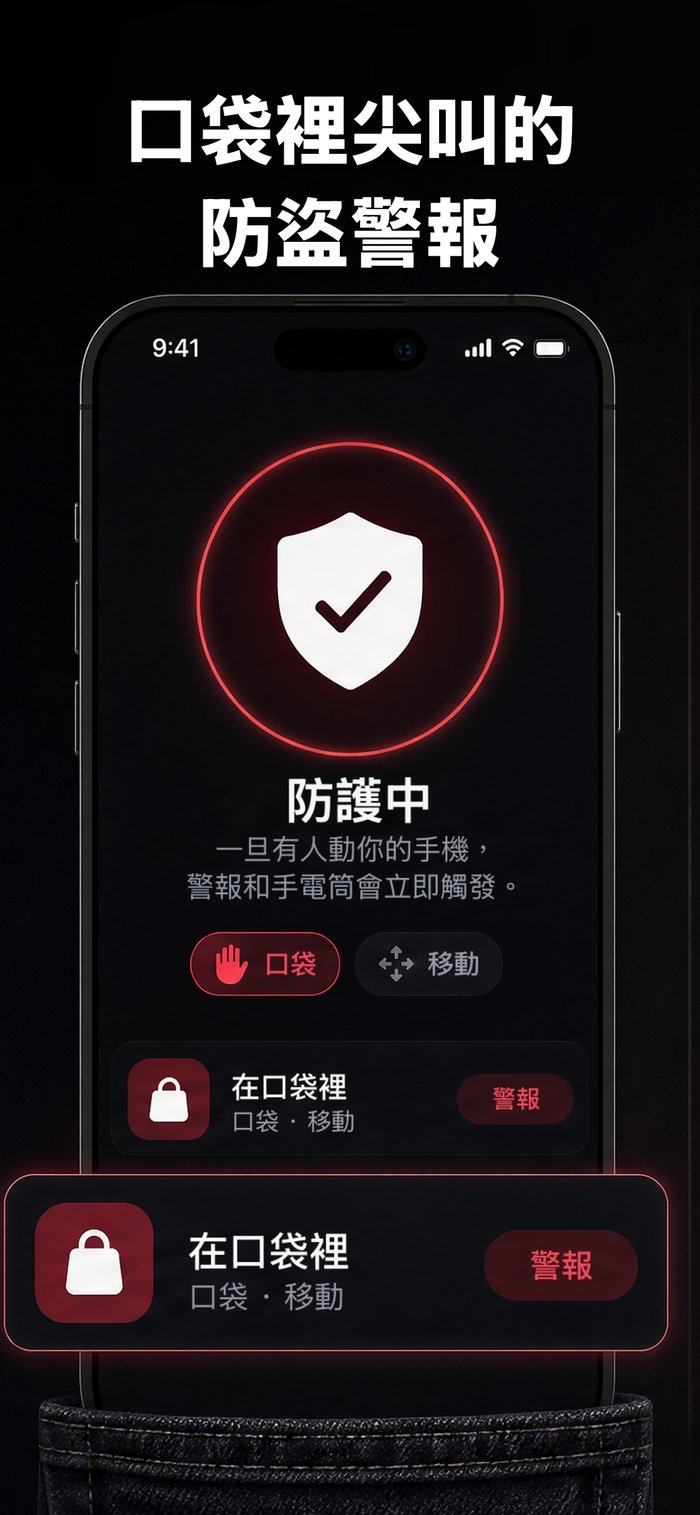 口袋裡尖叫的
防盜警報
9:41
防護中
一旦有人動你的手機，
警報和手電筒會立即觸發。
口袋 移動
在口袋裡
口袋 · 移動
警報
在口袋裡
口袋 · 移動
警報